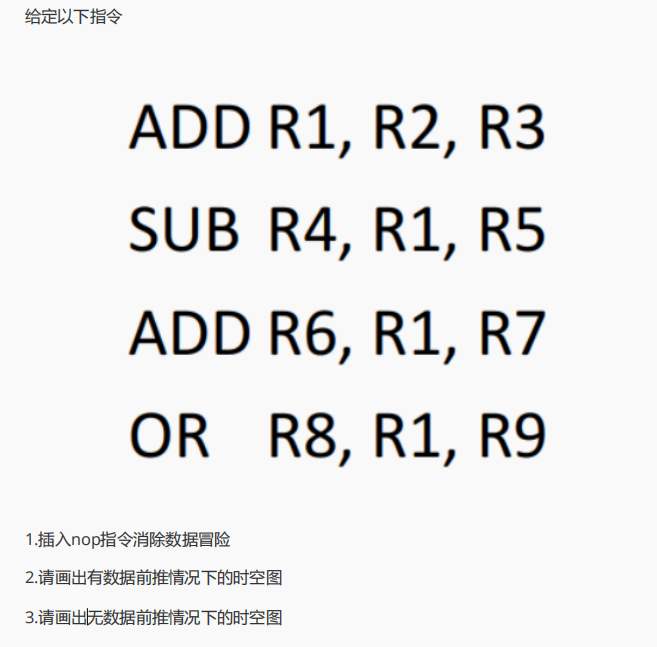 给定以下指令
ADD R1, R2, R3
SUB R4, R1, R5
ADD R6, R1, R7
OR R8, R1, R9
1.插入nop指令消除数据冒险
2.请画出有数据前推情况下的时空图
3.请画出无数据前推情况下的时空图